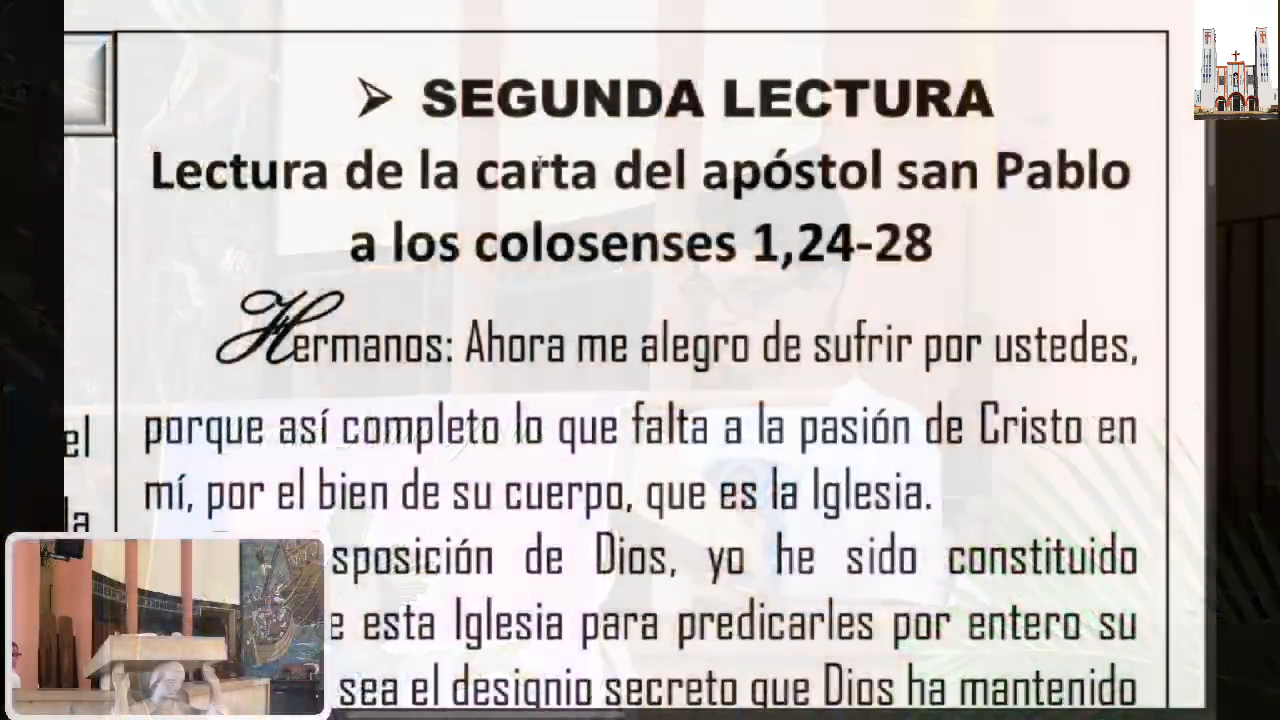 ➢ SEGUNDA LECTURA
Lectura de la carta del apóstol san Pablo
a los colosenses 1,24-28
Hermanos: Ahora me alegro de sufrir por ustedes,
porque así completo lo que falta a la pasión de Cristo en
mí, por el bien de su cuerpo, que es la Iglesia.
sposición de Dios, yo he sido constituido
e esta Iglesia para predicarles por entero su
sea el designio secreto que Dios ha mantenido
el
la